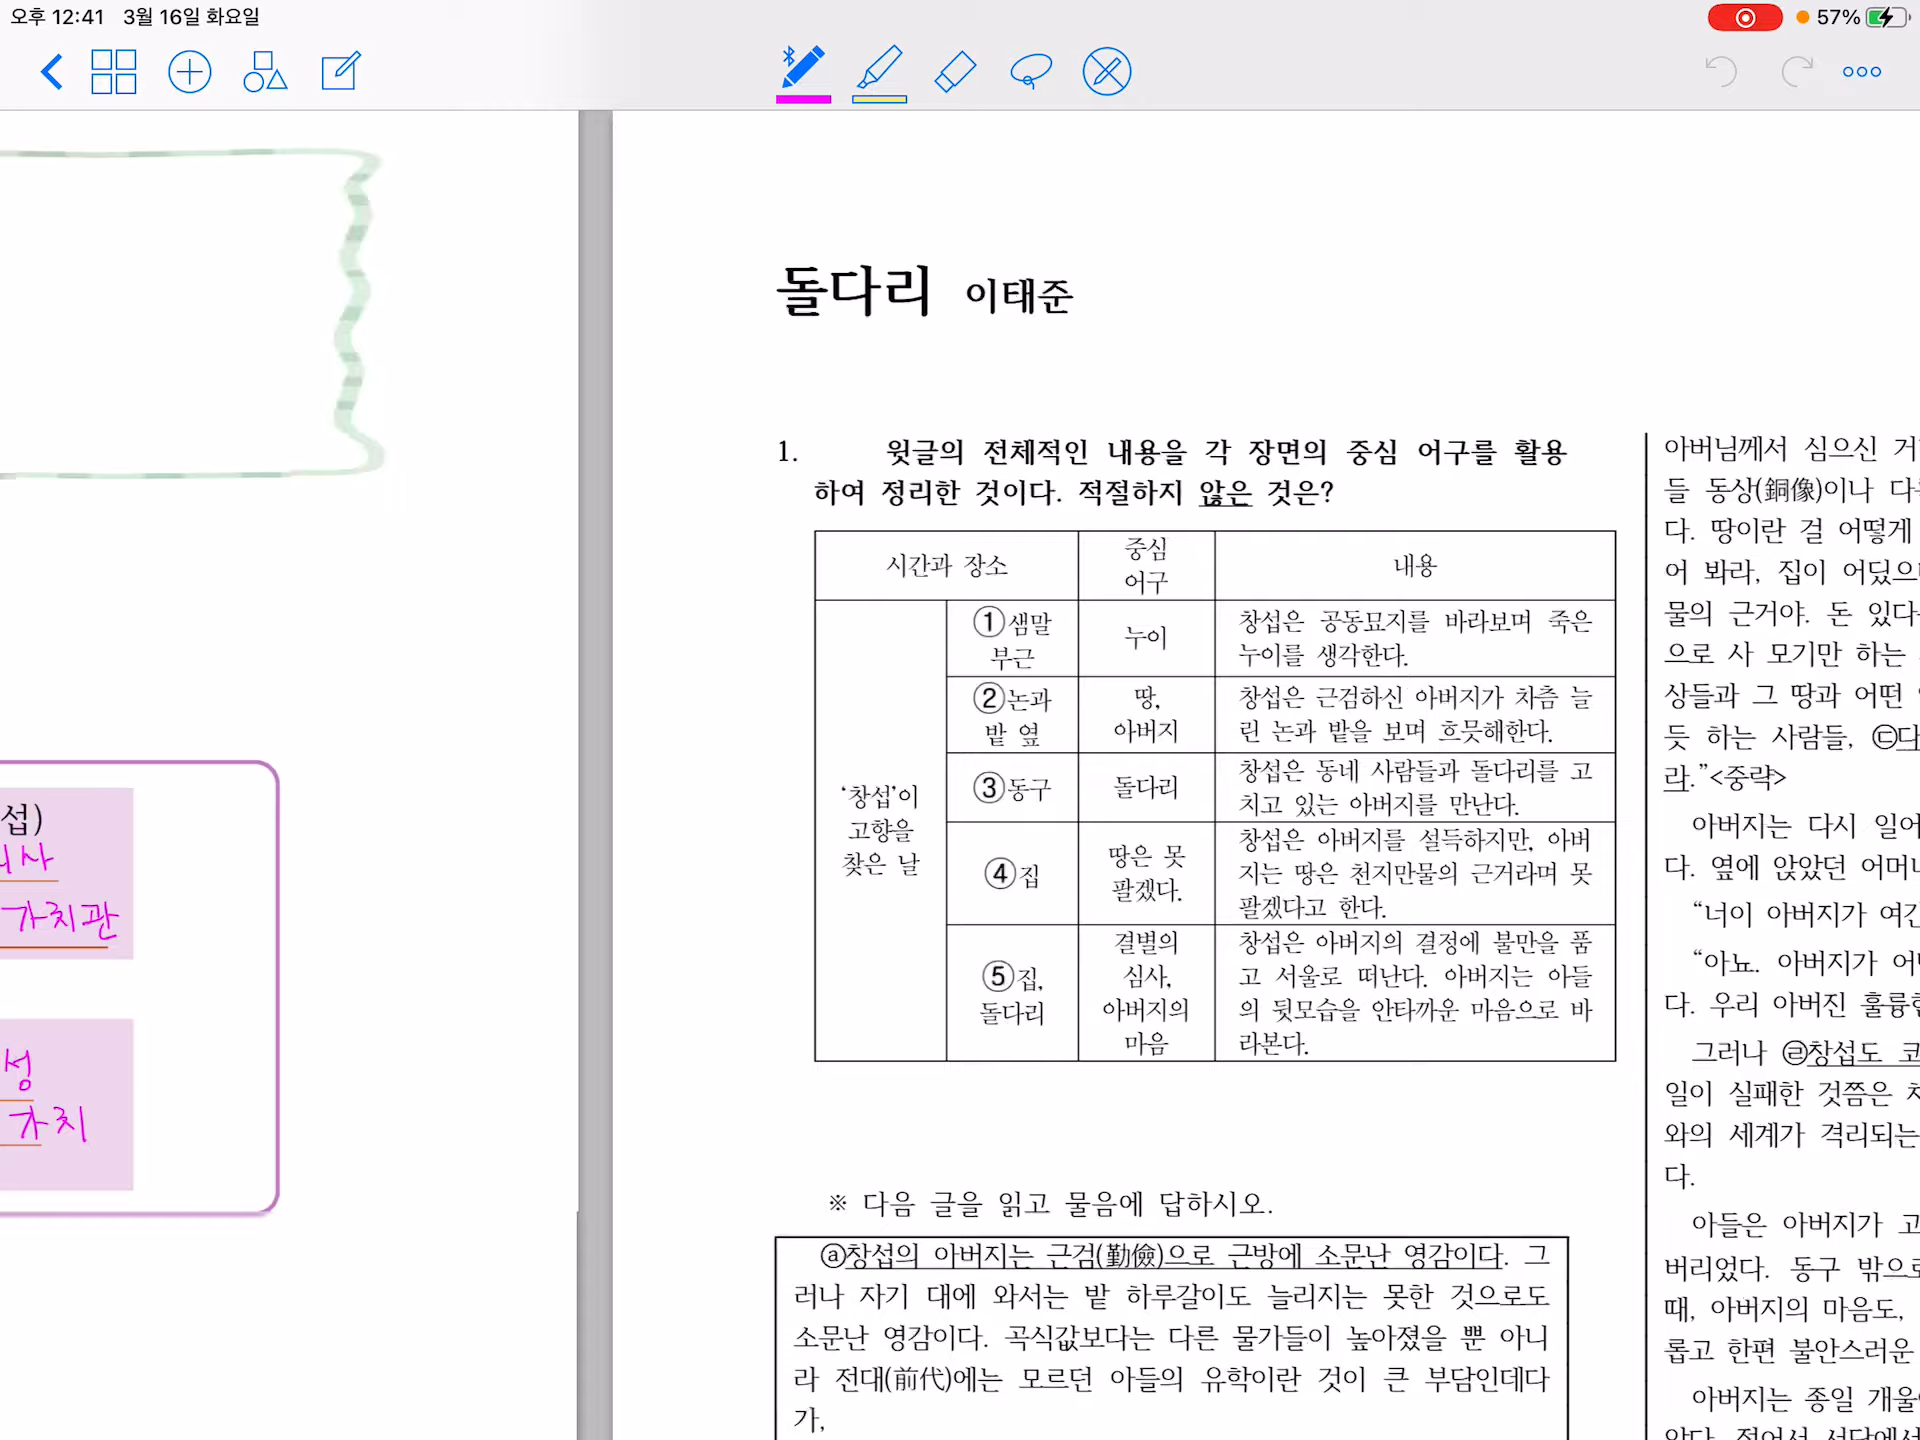 오후 12:41 3월 16일 화요일
57%
섭)
의사
가치관
성
가치
돌다리 이태준
1. 윗글의 전체적인 내용을 각 장면의 중심 어구를 활용
하여 정리한 것이다. 적절하지 않은 것은?
시간과 장소
중심
어구
내용
'창섭'이
고향을
찾은 날
①샘말
부근
누이
창섭은 공동묘지를 바라보며 죽은
누이를 생각한다.
②논과
밭 옆
땅,
아버지
창섭은 근검하신 아버지가 차츰 늘
린 논과 밭을 보며 흐뭇해한다.
③동구
돌다리
창섭은 동네 사람들과 돌다리를 고
치고 있는 아버지를 만난다.
④집
땅은 못
팔겠다.
창섭은 아버지를 설득하지만, 아버
지는 땅은 천지만물의 근거라며 못
팔겠다고 한다.
⑤집,
돌다리
결별의
심사,
아버지의
마음
창섭은 아버지의 결정에 불만을 품
고 서울로 떠난다. 아버지는 아들
의 뒷모습을 안타까운 마음으로 바
라본다.
※ 다음 글을 읽고 물음에 답하시오.
ⓐ창섭의 아버지는 근검(勤儉)으로 근방에 소문난 영감이다. 그
러나 자기 대에 와서는 밭 하루갈이도 늘리지는 못한 것으로도
소문난 영감이다. 곡식값보다는 다른 물가들이 높아졌을 뿐 아니
라 전대(前代)에는 모르던 아들의 유학이란 것이 큰 부담인데다
가,
아버님께서 심으신
들 동상(銅像)이나
다. 땅이란 걸 어떻게
어 봐라, 집이
물의 근거야. 돈
으로 사 모기만 하는
상들과 그 땅과 어떤
듯 하는 사람들, ㉢다
라."<중략>
아버지는 다시
다. 옆에 앉았던
"너이 아버지가
"아뇨. 아버지가
다. 우리 아버진
그러나 ㉣창섭도
일이 실패한 것쯤은
와의 세계가 격리되는
다.
아들은 아버지가
버리었다. 동구
때, 아버지의 마음도,
롭고 한편 불안스러운
아버지는 종일